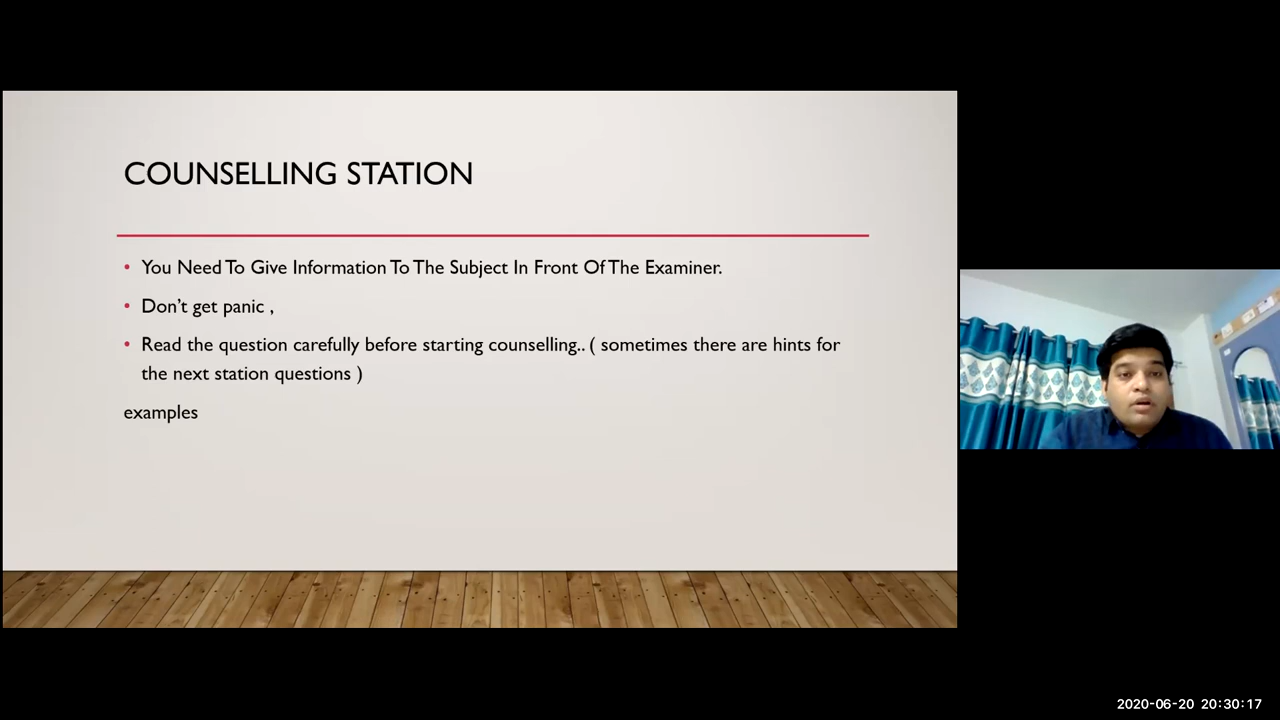 COUNSELLING STATION
• You Need To Give Information To The Subject In Front Of The Examiner.
• Don’t get panic ,
• Read the question carefully before starting counselling.. ( sometimes there are hints for
the next station questions )
examples
2020-06-20 20:30:17